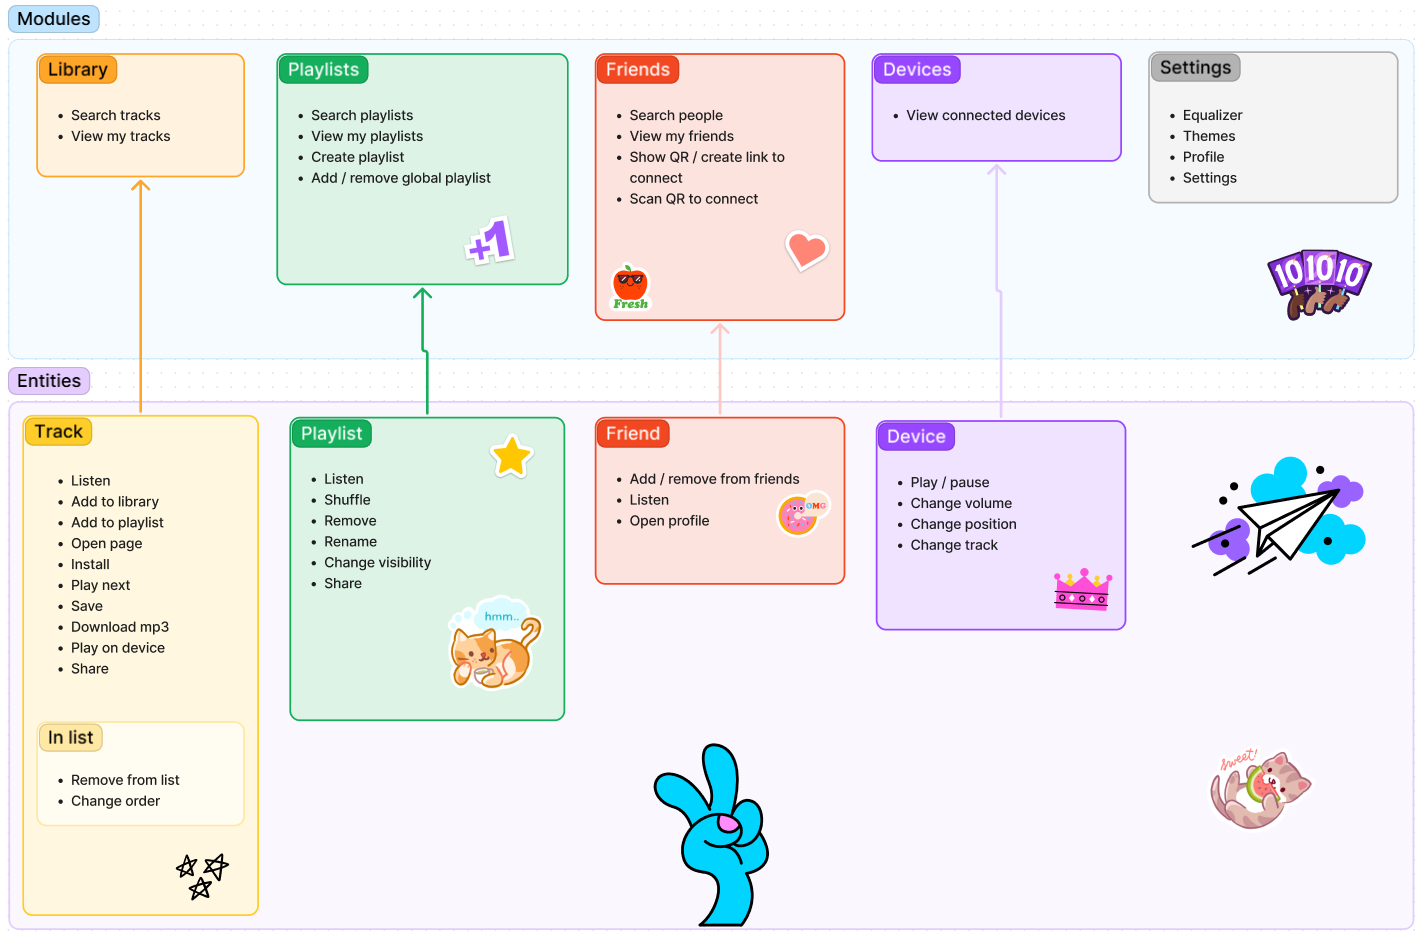 Modules
Library
Search tracks
View my tracks
Playlists
Search playlists
View my playlists
Create playlist
Add / remove global playlist
+1
Friends
Search people
View my friends
Show QR / create link to
connect
Scan QR to connect
Fresh
Devices
View connected devices
Settings
Equalizer
Themes
Profile
Settings
10 10 10
Entities
Track
Listen
Add to library
Add to playlist
Open page
Install
Play next
Save
Download mp3
Play on device
Share
In list
Remove from list
Change order
Playlist
Listen
Shuffle
Remove
Rename
Change visibility
Share
hmm..
Friend
Add / remove from friends
Listen
Open profile
OMG
Device
Play / pause
Change volume
Change position
Change track
sweet!